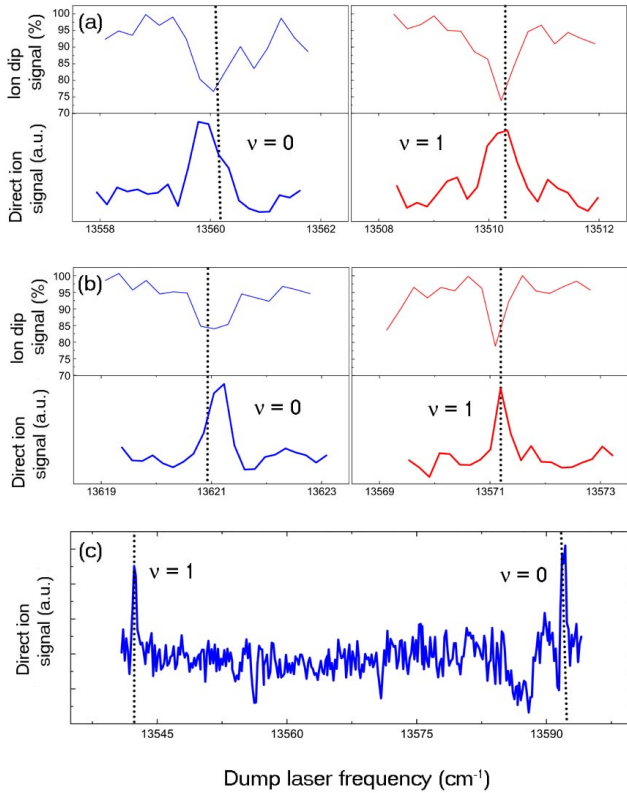 (a)
Ion dip
signal (%)
100
95
90
85
80
75
70
Direct ion
signal (a.u.)
ν = 0
ν = 1
13558 13560 13562 13508 13510 13512
(b)
Ion dip
signal (%)
100
95
90
85
80
75
70
Direct ion
signal (a.u.)
ν = 0
ν = 1
13619 13621 13623 13569 13571 13573
(c)
Direct ion
signal (a.u.)
ν = 1
ν = 0
13545 13560 13575 13590
Dump laser frequency (cm⁻¹)